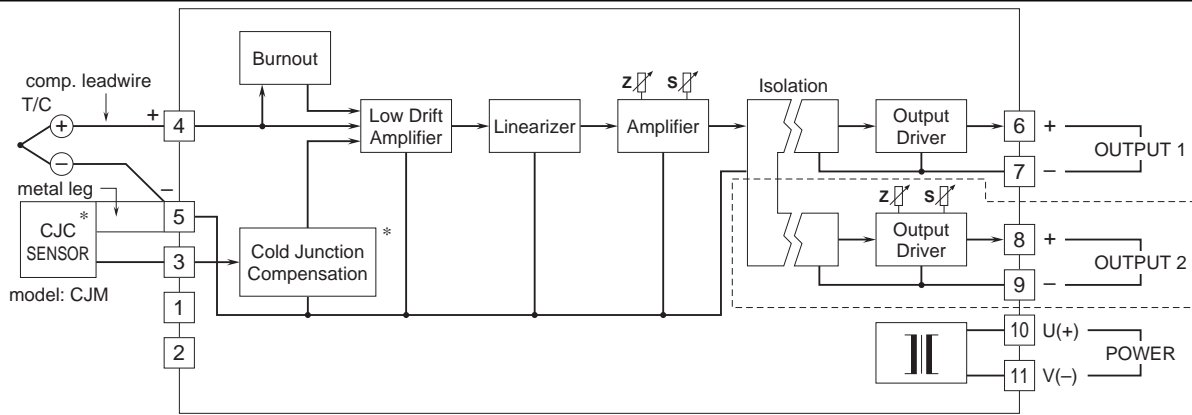 Burnout
comp. leadwire
T/C
+
+
4
−
−
metal leg
5
CJC *
SENSOR
3
model: CJM
1
2
Low Drift
Amplifier
Linearizer
Z
S
Amplifier
Cold Junction
Compensation
*
Isolation
Output
Driver
6
+
7
−
OUTPUT 1
Z
S
Output
Driver
8
+
9
−
OUTPUT 2
10
U(+)
11
V(–)
POWER